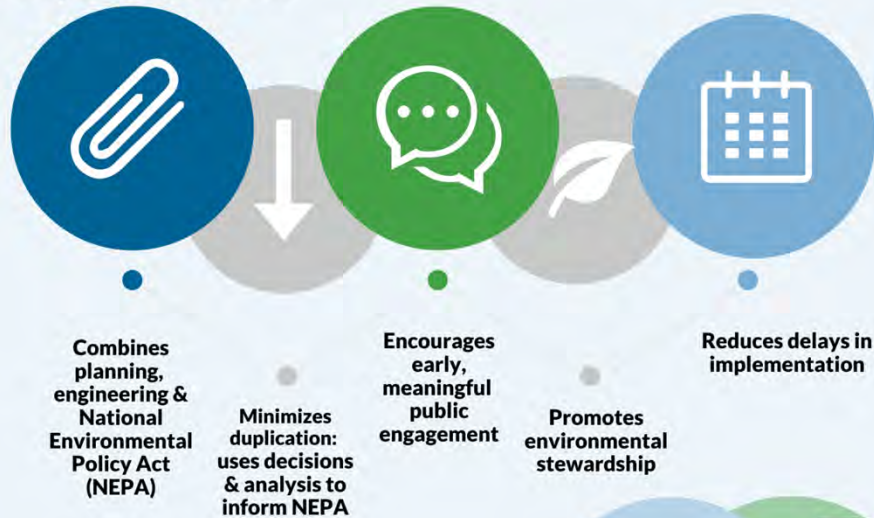 Combines
planning,
engineering &
National
Environmental
Policy Act
(NEPA)
Minimizes
duplication:
uses decisions
& analysis to
inform NEPA
Encourages
early,
meaningful
public
engagement
Promotes
environmental
stewardship
Reduces delays in
implementation